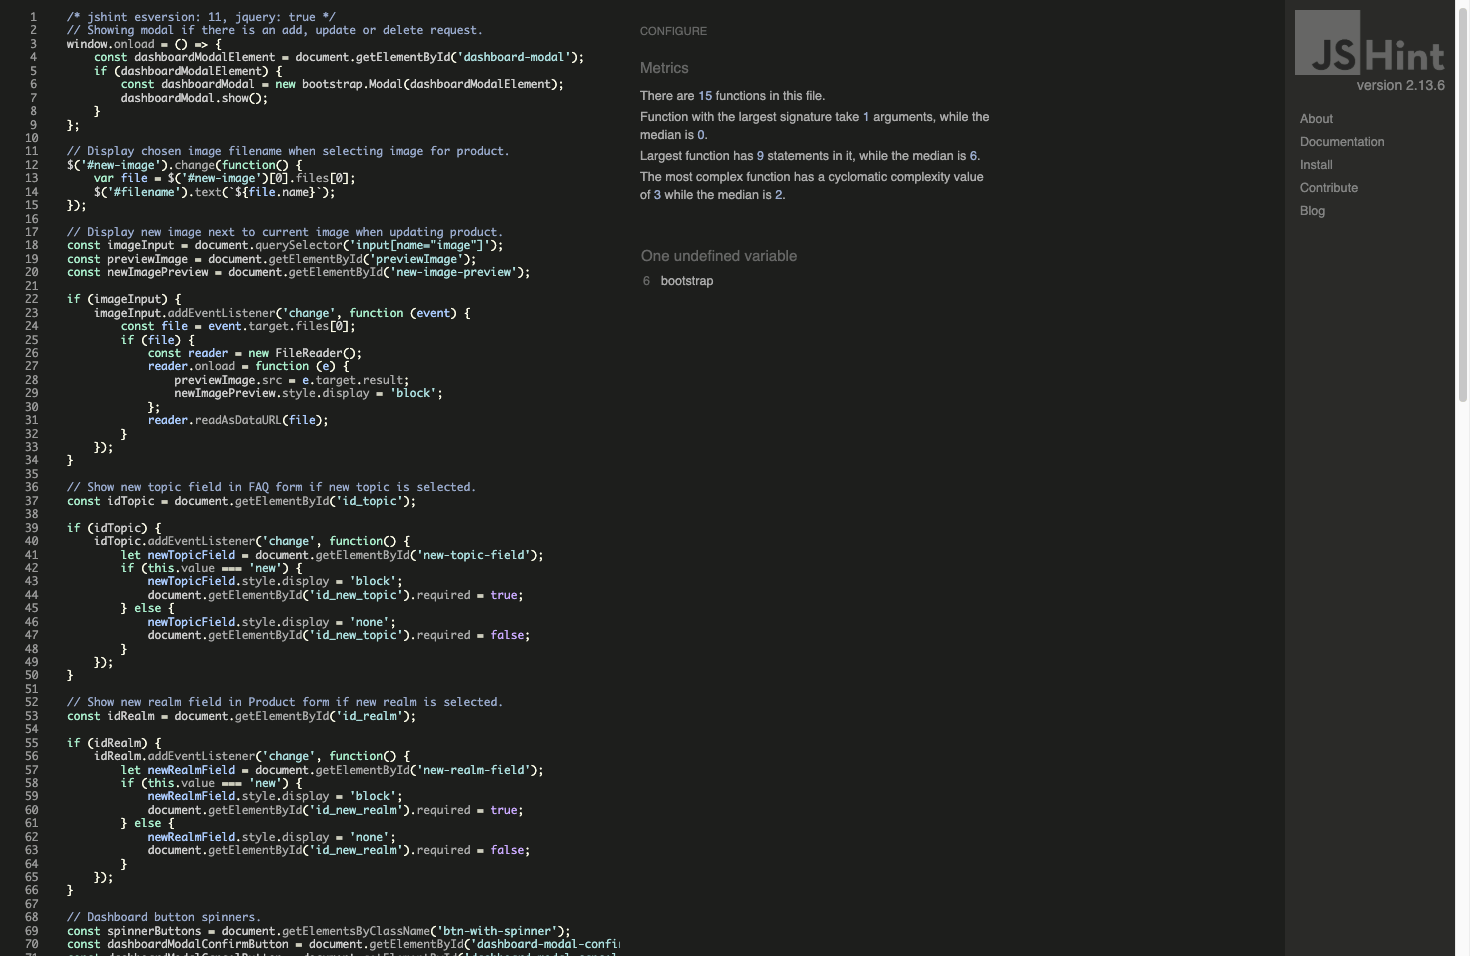 1 /* jshint esversion: 11, jquery: true */
2 // Showing modal if there is an add, update or delete request.
3 window.onload = () => {
4 const dashboardModalElement = document.getElementById('dashboard-modal');
5 if (dashboardModalElement) {
6 const dashboardModal = new bootstrap.Modal(dashboardModalElement);
7 dashboardModal.show();
8 }
9 };
10
11 // Display chosen image filename when selecting image for product.
12 $('#new-image').change(function() {
13 var file = $('#new-image')[0].files[0];
14 $('#filename').text(`${file.name}`);
15 });
16
17 // Display new image next to current image when updating product.
18 const imageInput = document.querySelector('input[name="image"]');
19 const previewImage = document.getElementById('previewImage');
20 const newImagePreview = document.getElementById('new-image-preview');
21
22 if (imageInput) {
23 imageInput.addEventListener('change', function (event) {
24 const file = event.target.files[0];
25 if (file) {
26 const reader = new FileReader();
27 reader.onload = function (e) {
28 previewImage.src = e.target.result;
29 newImagePreview.style.display = 'block';
30 };
31 reader.readAsDataURL(file);
32 }
33 });
34 }
35
36 // Show new topic field in FAQ form if new topic is selected.
37 const idTopic = document.getElementById('id_topic');
38
39 if (idTopic) {
40 idTopic.addEventListener('change', function() {
41 let newTopicField = document.getElementById('new-topic-field');
42 if (this.value === 'new') {
43 newTopicField.style.display = 'block';
44 document.getElementById('id_new_topic').required = true;
45 } else {
46 newTopicField.style.display = 'none';
47 document.getElementById('id_new_topic').required = false;
48 }
49 });
50 }
51
52 // Show new realm field in Product form if new realm is selected.
53 const idRealm = document.getElementById('id_realm');
54
55 if (idRealm) {
56 idRealm.addEventListener('change', function() {
57 let newRealmField = document.getElementById('new-realm-field');
58 if (this.value === 'new') {
59 newRealmField.style.display = 'block';
60 document.getElementById('id_new_realm').required = true;
61 } else {
62 newRealmField.style.display = 'none';
63 document.getElementById('id_new_realm').required = false;
64 }
65 });
66 }
67
68 // Dashboard button spinners.
69 const spinnerButtons = document.getElementsByClassName('btn-with-spinner');
70 const dashboardModalConfirmButton = document.getElementById('dashboard-modal-confi
CONFIGURE
Metrics
There are 15 functions in this file.
Function with the largest signature take 1 arguments, while the
median is 0.
Largest function has 9 statements in it, while the median is 6.
The most complex function has a cyclomatic complexity value
of 3 while the median is 2.
One undefined variable
6 bootstrap
JSHint
version 2.13.6
About
Documentation
Install
Contribute
Blog